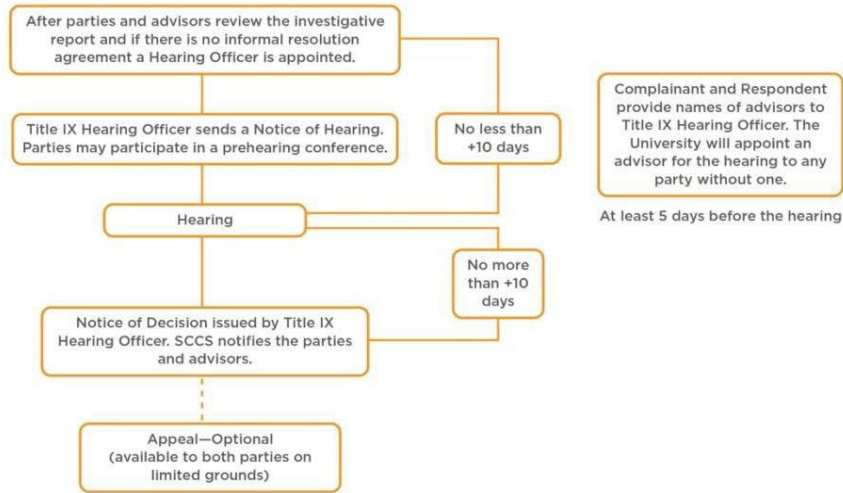 After parties and advisors review the investigative
report and if there is no informal resolution
agreement a Hearing Officer is appointed.
Title IX Hearing Officer sends a Notice of Hearing.
Parties may participate in a prehearing conference.
No less than
+10 days
Complainant and Respondent
provide names of advisors to
Title IX Hearing Officer. The
University will appoint an
advisor for the hearing to any
party without one.
At least 5 days before the hearing
Hearing
No more
than +10
days
Notice of Decision issued by Title IX
Hearing Officer. SCCS notifies the parties
and advisors.
Appeal—Optional
(available to both parties on
limited grounds)